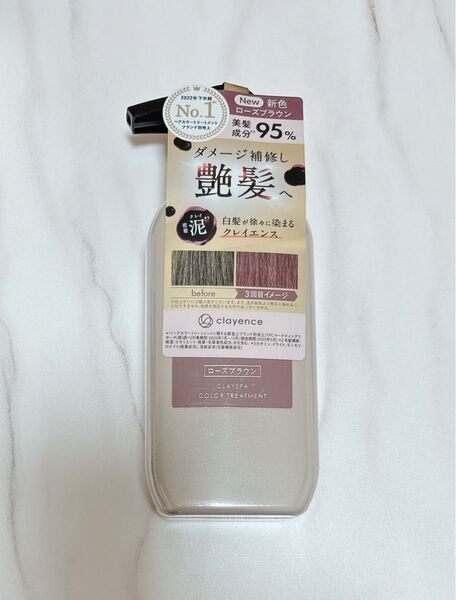 2022年 下半期
No.1
ヘアカラートリートメント
ブランド別売上
New 新色
ローズブラウン
美髪
成分 95%
ダメージ補修し
艶髪へ
クレイ
密着
泥
白髪が徐々に染まる
クレイエンス
before
3回目イメージ
clayence
ローズブラウン
CLAYSPA
COLOR TREATMENT